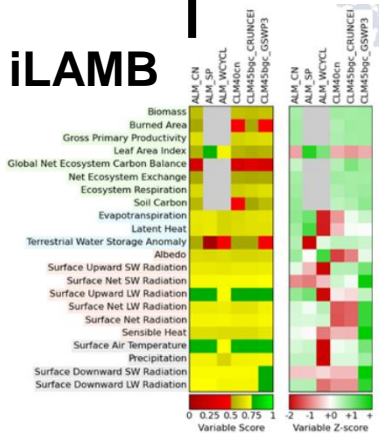 iLAMB
ALM_CN
ALM_SP
ALM_WCYCL
CLM40cn
CLM45bgc_CRUNCEP
CLM45bgc_GSWP3
ALM_CN
ALM_SP
ALM_WCYCL
CLM40cn
CLM45bgc_CRUNCEP
CLM45bgc_GSWP3
Biomass
Burned Area
Gross Primary Productivity
Leaf Area Index
Global Net Ecosystem Carbon Balance
Net Ecosystem Exchange
Ecosystem Respiration
Soil Carbon
Evapotranspiration
Latent Heat
Terrestrial Water Storage Anomaly
Albedo
Surface Upward SW Radiation
Surface Net SW Radiation
Surface Upward LW Radiation
Surface Net LW Radiation
Surface Net Radiation
Sensible Heat
Surface Air Temperature
Precipitation
Surface Downward SW Radiation
Surface Downward LW Radiation
0 0.25 0.5 0.75 1
Variable Score
-2 -1 +0 +1 +
Variable Z-score